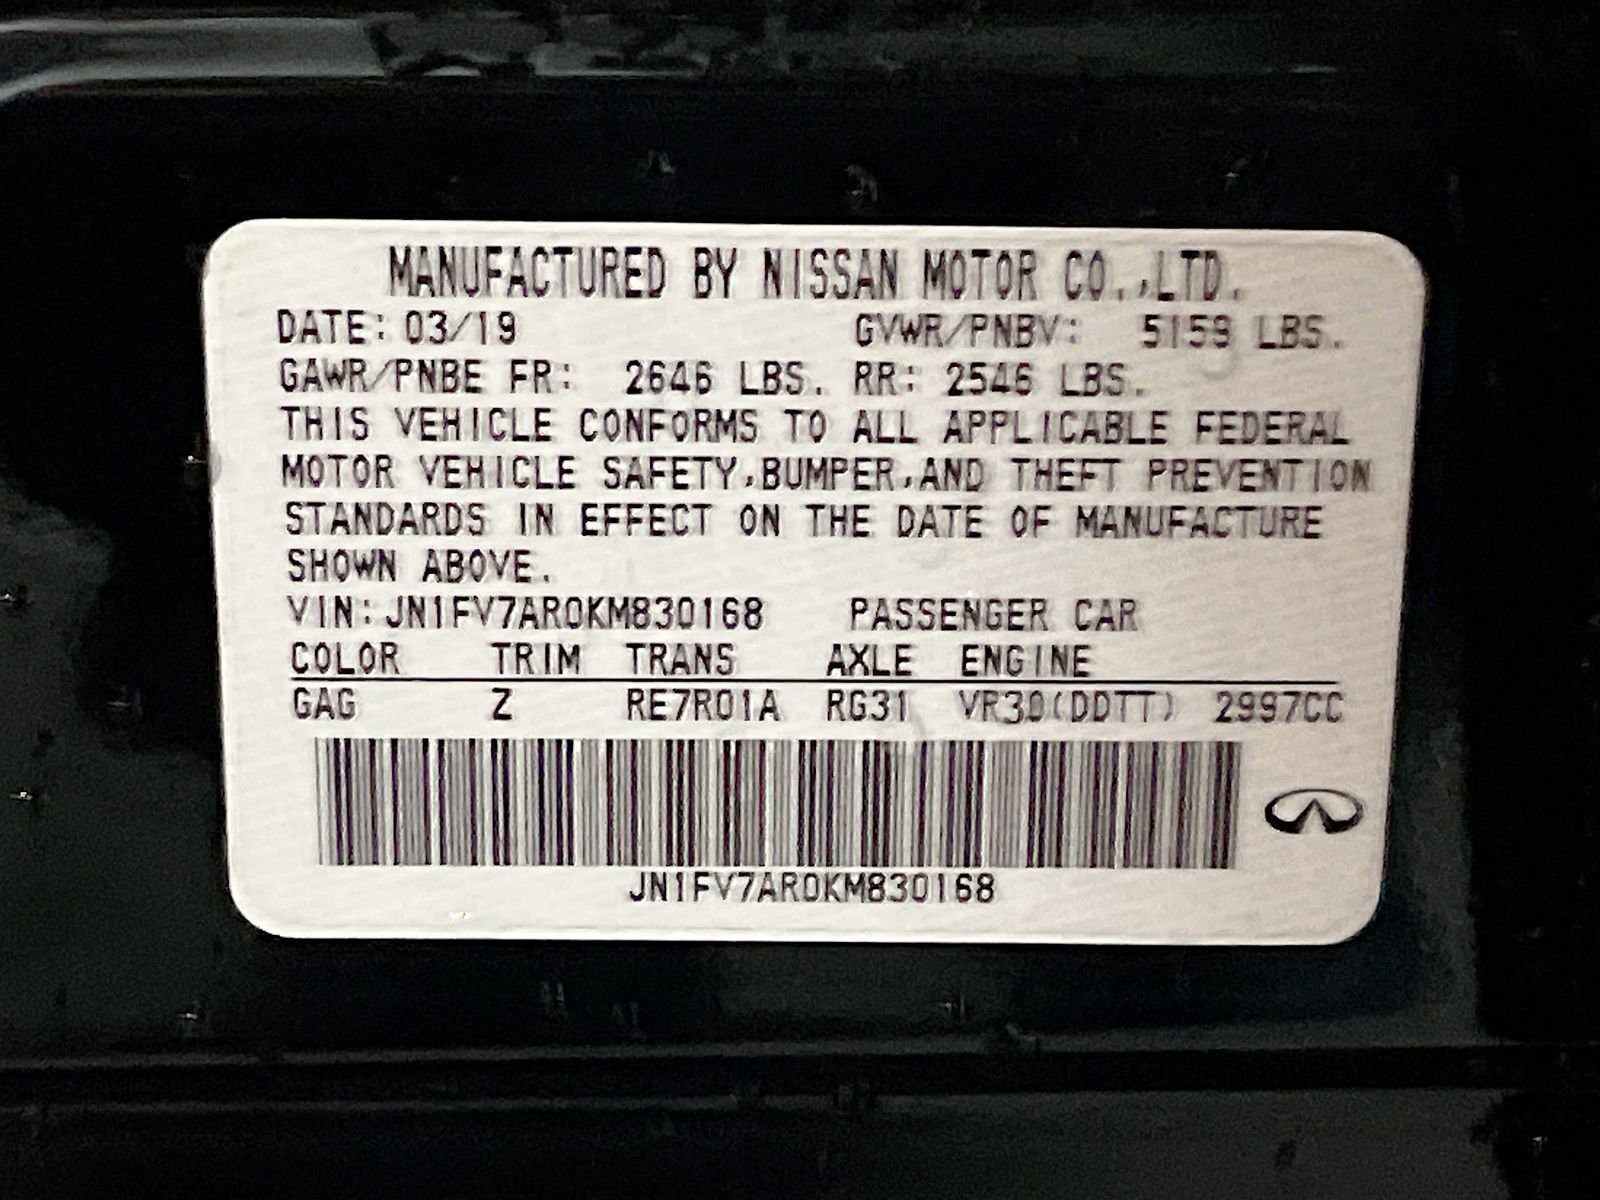 MANUFACTURED BY NISSAN MOTOR CO.,LTD.
DATE: 03/19 GVWR/PNBV: 5159 LBS.
GAWR/PNBE FR: 2646 LBS. RR: 2546 LBS.
THIS VEHICLE CONFORMS TO ALL APPLICABLE FEDERAL
MOTOR VEHICLE SAFETY,BUMPER,AND THEFT PREVENTION
STANDARDS IN EFFECT ON THE DATE OF MANUFACTURE
SHOWN ABOVE.
VIN: JN1FV7AR0KM830168 PASSENGER CAR
COLOR TRIM TRANS AXLE ENGINE
GAG Z RE7R01A RG31 VR30(DDTT) 2997CC
JN1FV7AR0KM830168